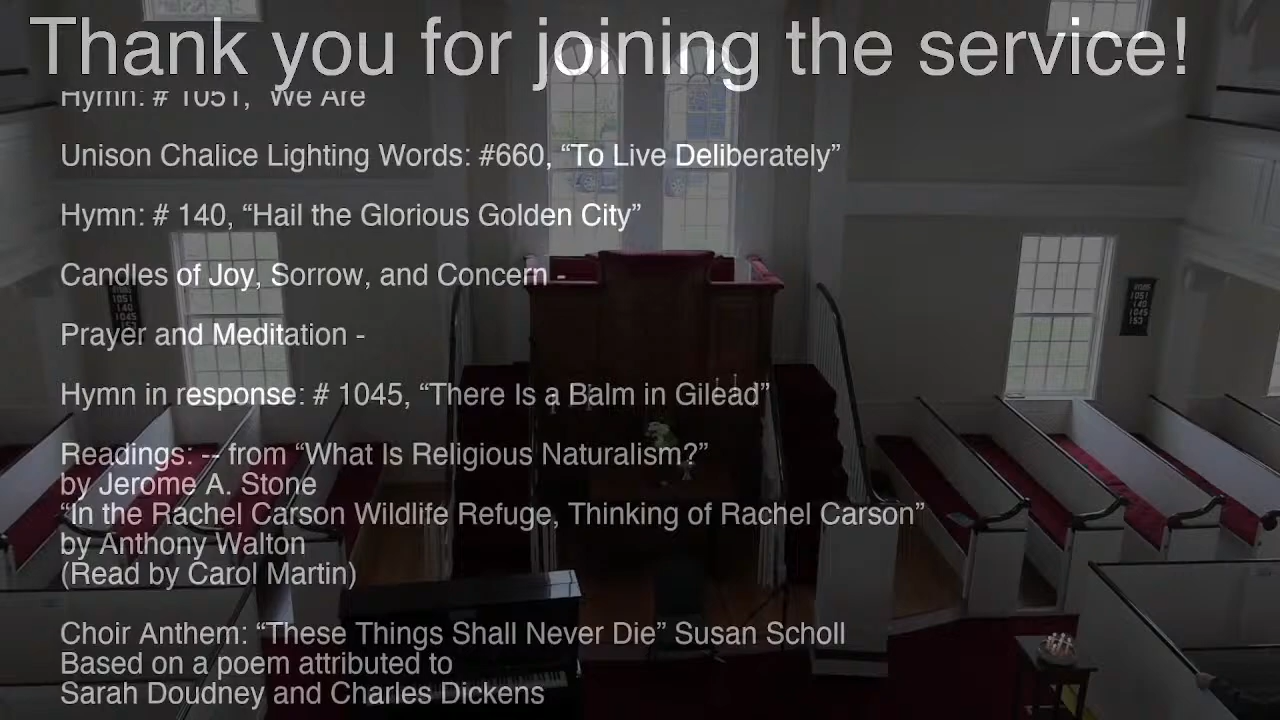 Thank you for joining the service!
Hymn: # 1051, “We Are
Unison Chalice Lighting Words: #660, “To Live Deliberately”
Hymn: # 140, “Hail the Glorious Golden City”
Candles of Joy, Sorrow, and Concern -
Prayer and Meditation -
Hymn in response: # 1045, “There Is a Balm in Gilead”
Readings: -- from “What Is Religious Naturalism?”
by Jerome A. Stone
“In the Rachel Carson Wildlife Refuge, Thinking of Rachel Carson”
by Anthony Walton
(Read by Carol Martin)
Choir Anthem: “These Things Shall Never Die” Susan Scholl
Based on a poem attributed to
Sarah Doudney and Charles Dickens
1051
140
1045
1051
140
1045
153